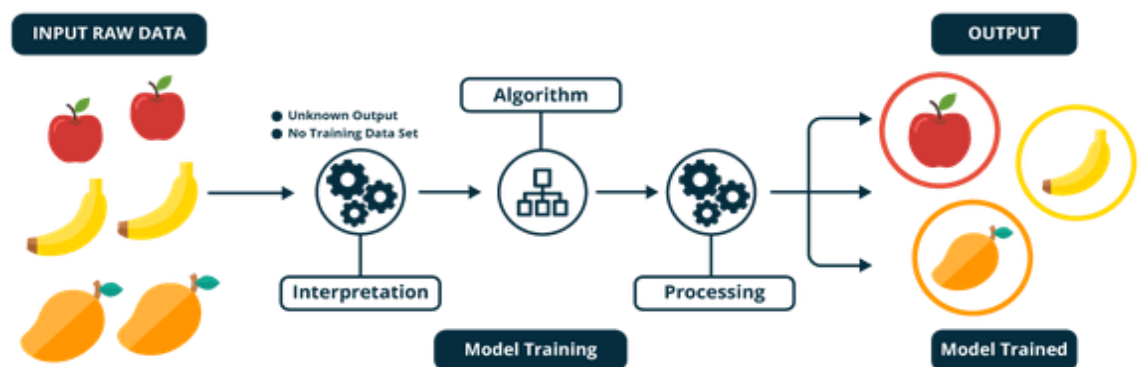 INPUT RAW DATA
OUTPUT
Algorithm
● Unknown Output
● No Training Data Set
Interpretation
Processing
Model Training
Model Trained